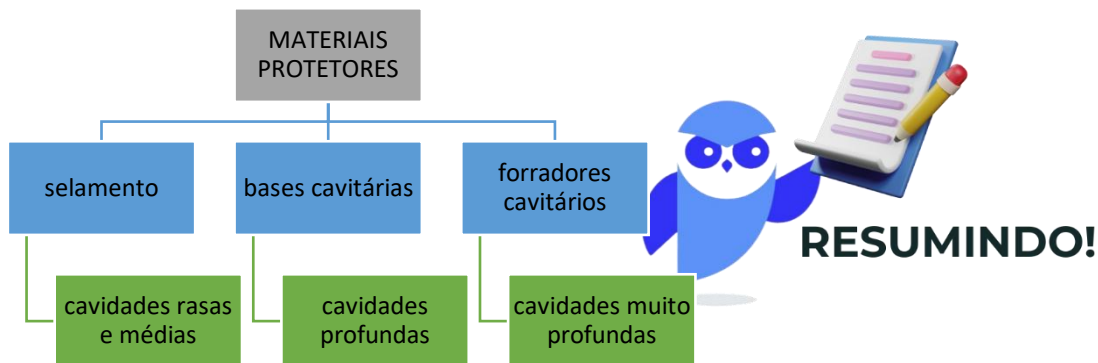 MATERIAIS
PROTETORES
selamento
bases cavitárias
forradores
cavitários
RESUMINDO!
cavidades rasas
e médias
cavidades
profundas
cavidades muito
profundas